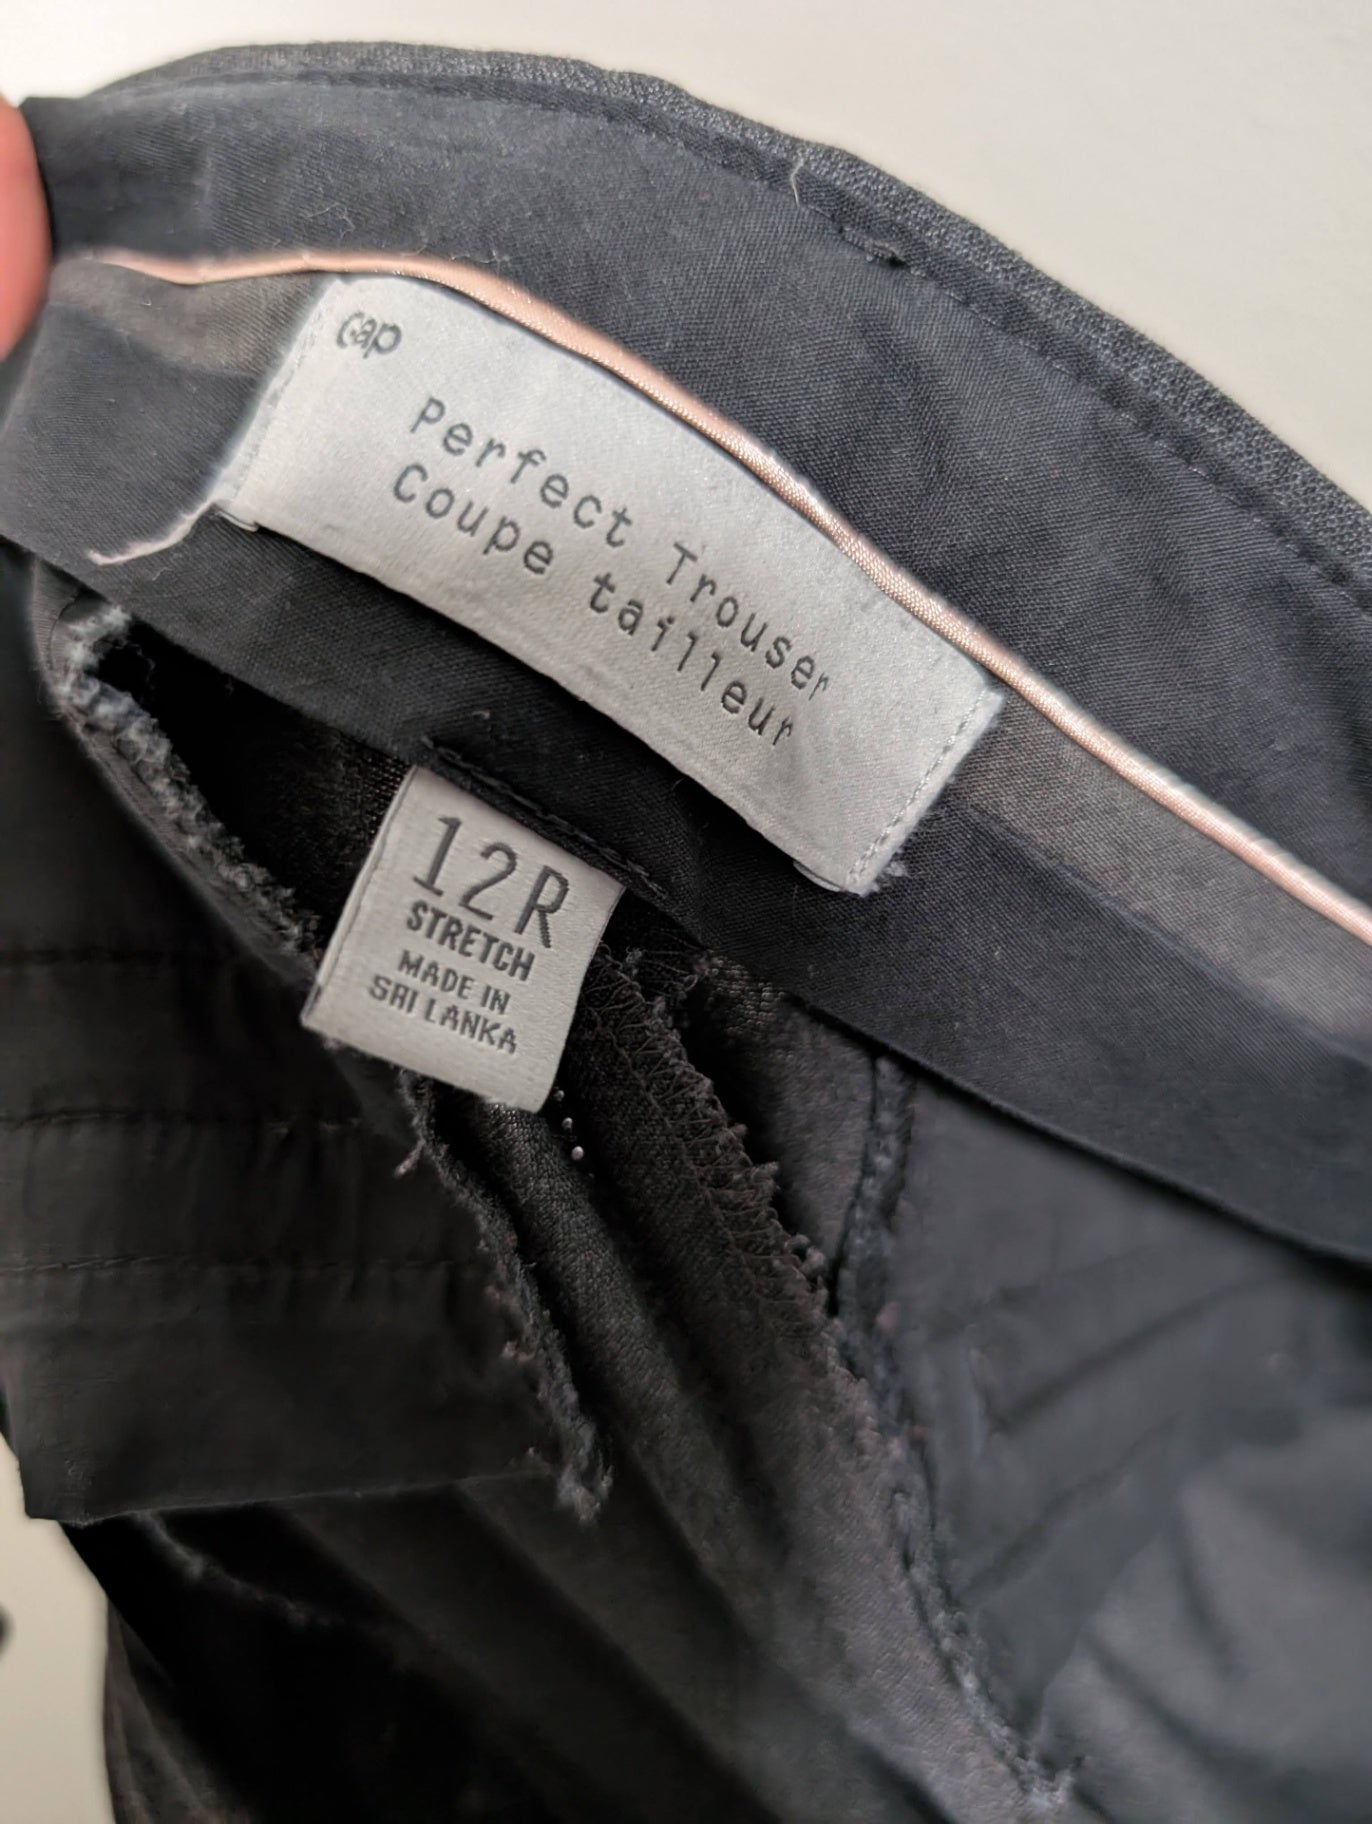 Gap
Perfect Trouser
Coupe tailleur
12R
STRETCH
MADE IN
SRI LANKA